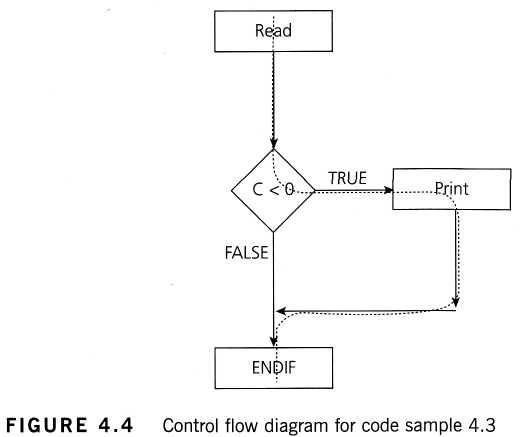 Read
C < 0
TRUE
Print
FALSE
ENDIF
FIGURE 4.4 Control flow diagram for code sample 4.3